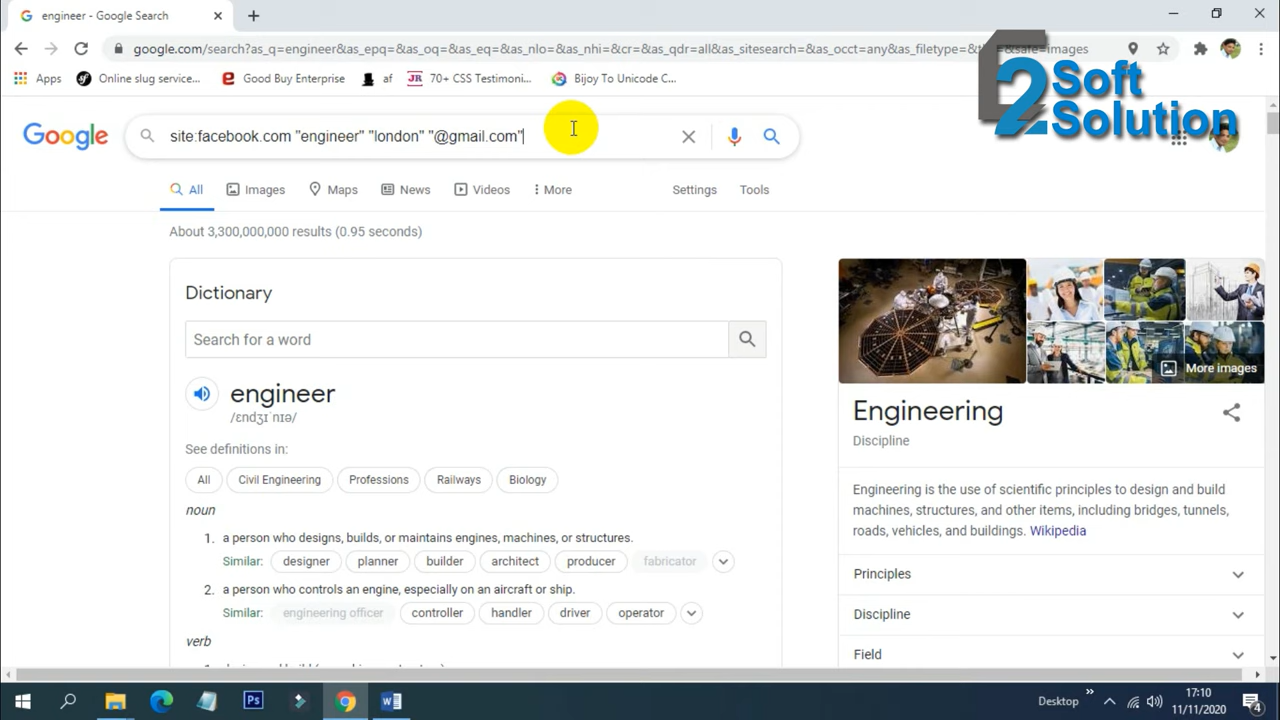 engineer - Google Search
google.com/search?as_q=engineer&as_epq=&as_oq=&as_eq=&as_nlo=&as_nhi=&cr=&as_qdr=all&as_sitesearch=&as_occt=any&as_filetype=&t
&safe=images
Apps
Online slug service...
Good Buy Enterprise
af
JR
70+ CSS Testimoni...
Bijoy To Unicode C...
2
Soft
Solution
Google
site:facebook.com "engineer" "london" "@gmail.com"
All
Images
Maps
News
Videos
More
Settings
Tools
About 3,300,000,000 results (0.95 seconds)
Dictionary
Search for a word
engineer
/ɛndʒɪˈnɪə/
See definitions in:
All
Civil Engineering
Professions
Railways
Biology
noun
1. a person who designs, builds, or maintains engines, machines, or structures.
Similar: designer planner builder architect producer fabricator
2. a person who controls an engine, especially on an aircraft or ship.
Similar: engineering officer controller handler driver operator
verb
More images
Engineering
Discipline
Engineering is the use of scientific principles to design and build
machines, structures, and other items, including bridges, tunnels,
roads, vehicles, and buildings. Wikipedia
Principles
Discipline
Field
Ps
W
Desktop
17:10
11/11/2020
4